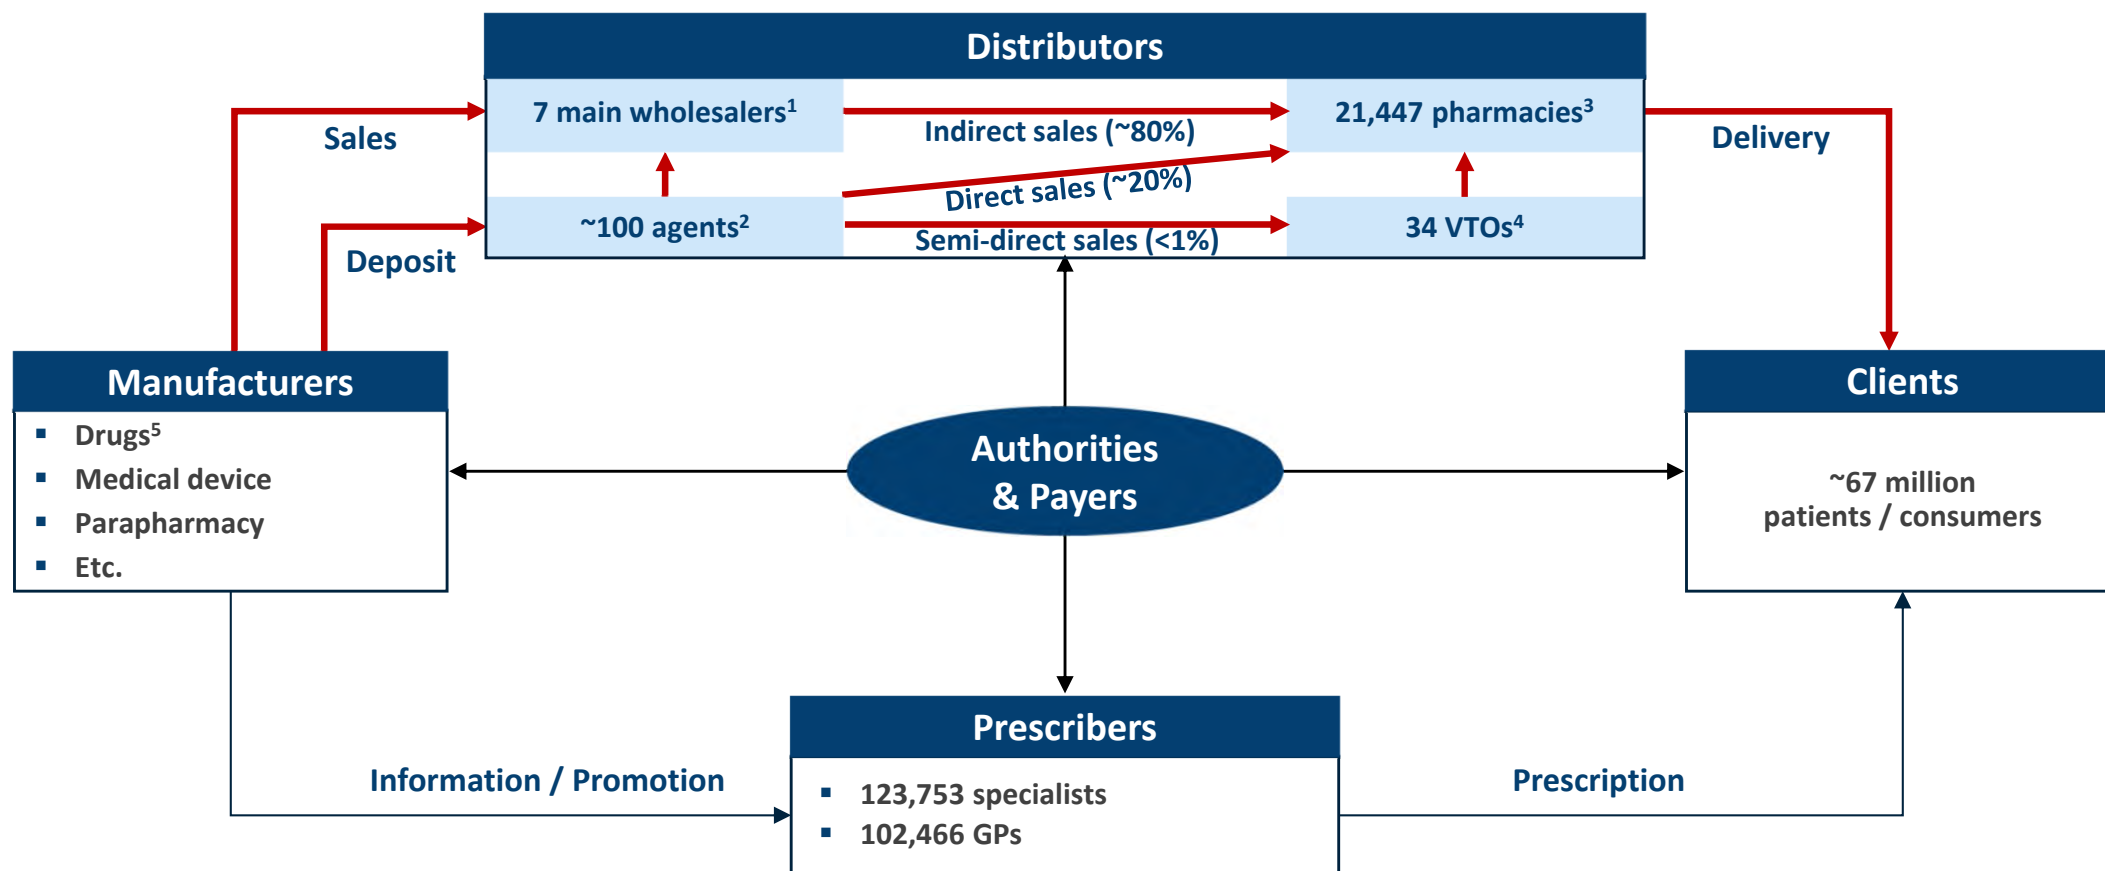 Distributors
7 main wholesalers1
Indirect sales (~80%)
21,447 pharmacies3
Sales
Delivery
Direct sales (~20%)
~100 agents2
34 VTOs4
Semi-direct sales (<1%)
Deposit
Manufacturers
▪ Drugs5
▪ Medical device
▪ Parapharmacy
▪ Etc.
Authorities
& Payers
Clients
~67 million
patients / consumers
Prescribers
▪ 123,753 specialists
▪ 102,466 GPs
Information / Promotion
Prescription